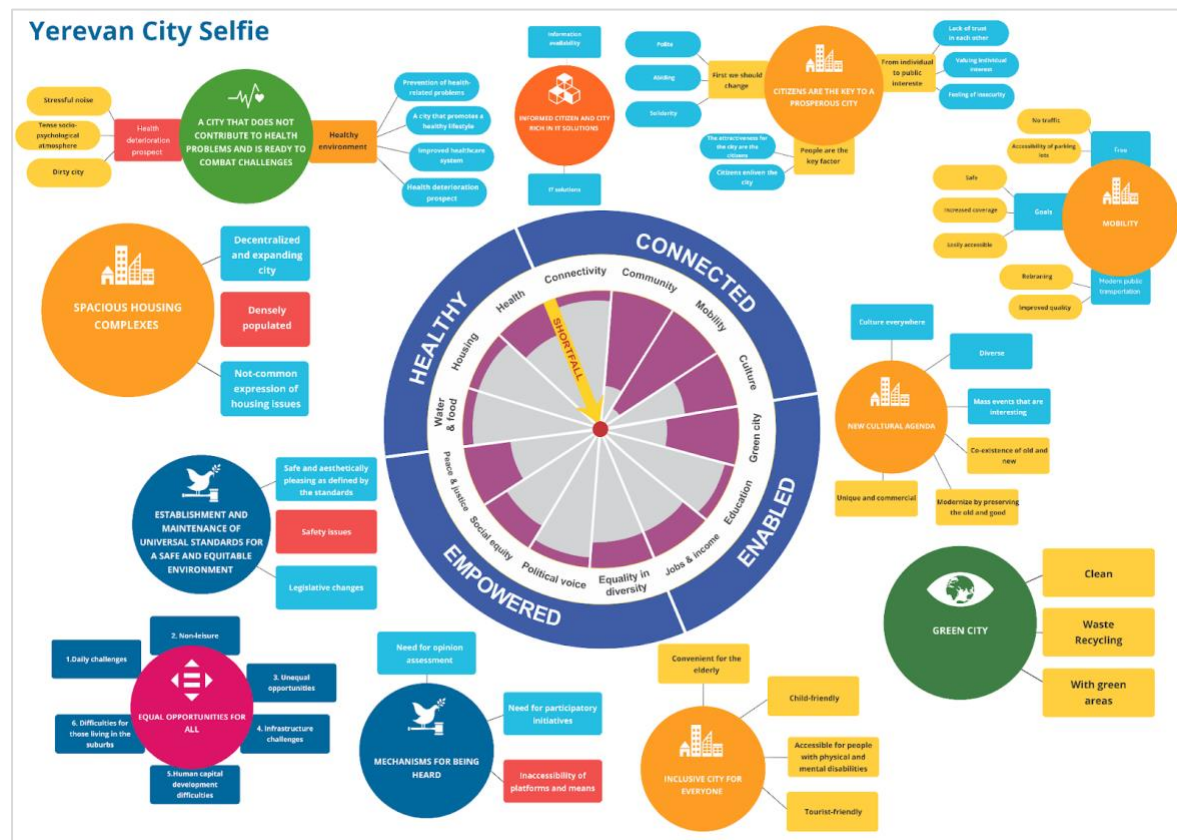 Yerevan City Selfie
Stressful noise
Tense socio-
psychological
atmosphere
Dirty city
Health
deterioration
prospect
A CITY THAT DOES NOT
CONTRIBUTE TO HEALTH
PROBLEMS AND IS READY TO
COMBAT CHALLENGES
Healthy
environment
Prevention of health-
related problems
A city that promotes a
healthy lifestyle
Improved healthcare
system
Health deterioration
prospect
Information
availability
INFORMED CITIZEN AND CITY
RICH IN IT SOLUTIONS
IT solutions
Polite
Abiding
Solidarity
First we should
change
CITIZENS ARE THE KEY TO A
PROSPEROUS CITY
From individual
to public
intereste
Lack of trust
in each other
Valuing individual
interest
Feeling of insecurity
The attractiveness for
the city are the
citizens
Citizens enliven the
city
People are the
key factor
No traffic
Accessibility of parking
lots
Free
Safe
Increased coverage
Easily accessible
Goals
MOBILITY
Rebraning
Improved quality
Modern public
transportation
SPACIOUS HOUSING
COMPLEXES
Decentralized
and expanding
city
Densely
populated
Not-common
expression of
housing issues
HEALTHY
CONNECTED
ENABLED
EMPOWERED
Connectivity
Community
Mobility
Culture
Green city
Education
Jobs & income
Equality in
diversity
Political voice
Social equity
Peace & justice
Water
& food
Housing
Health
SHORTFALL
Culture everywhere
Diverse
Mass events that are
interesting
Co-existence of old and
new
Modernize by preserving
the old and good
Unique and commercial
NEW CULTURAL AGENDA
ESTABLISHMENT AND
MAINTENANCE OF
UNIVERSAL STANDARDS FOR
A SAFE AND EQUITABLE
ENVIRONMENT
Safe and aesthetically
pleasing as defined by
the standards
Safety issues
Legislative changes
GREEN CITY
Clean
Waste
Recycling
With green
areas
1.Daily challenges
2. Non-leisure
3. Unequal
opportunities
4. Infrastructure
challenges
5.Human capital
development
difficulties
6. Difficulties for
those living in the
suburbs
EQUAL OPPORTUNITIES FOR
ALL
Need for opinion
assessment
Need for participatory
initiatives
Inaccessibility of
platforms and means
MECHANISMS FOR BEING
HEARD
Convenient for the
elderly
Child-friendly
Accessible for people
with physical and
mental disabilities
Tourist-friendly
INCLUSIVE CITY FOR
EVERYONE